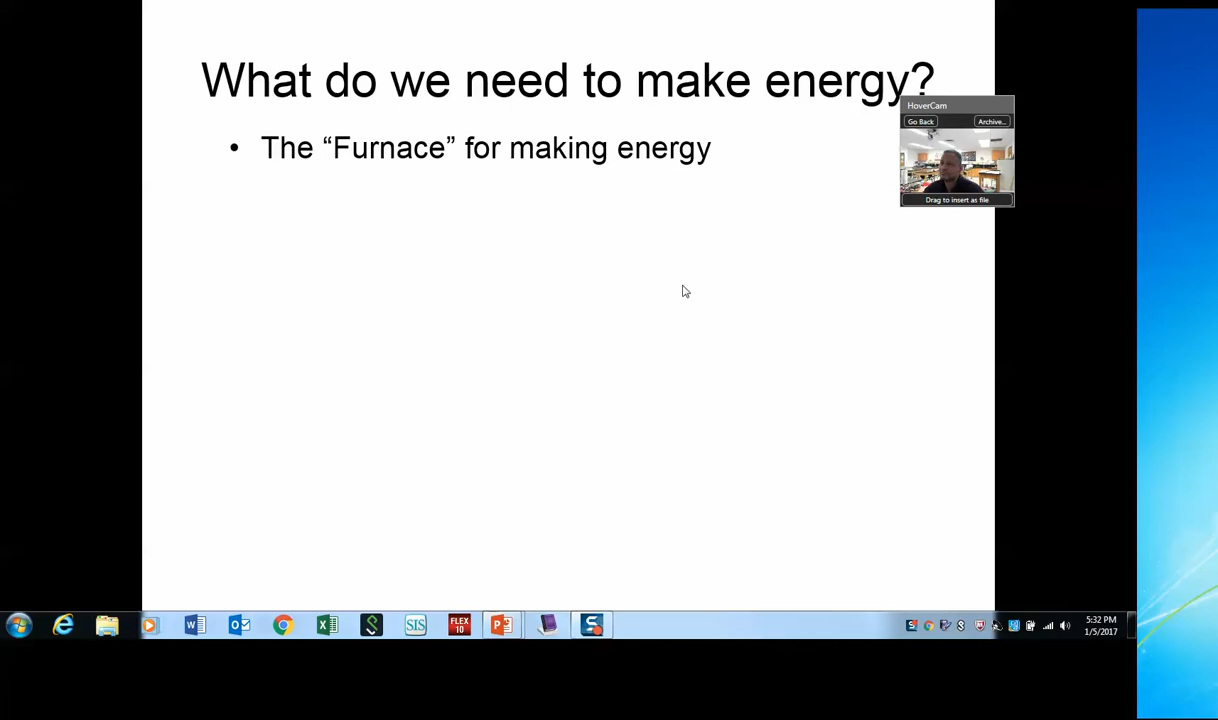 What do we need to make energy?
• The “Furnace” for making energy
HoverCam
Go Back
Archive...
Drag to insert as file
SIS
FLEX
10
5:32 PM
1/5/2017